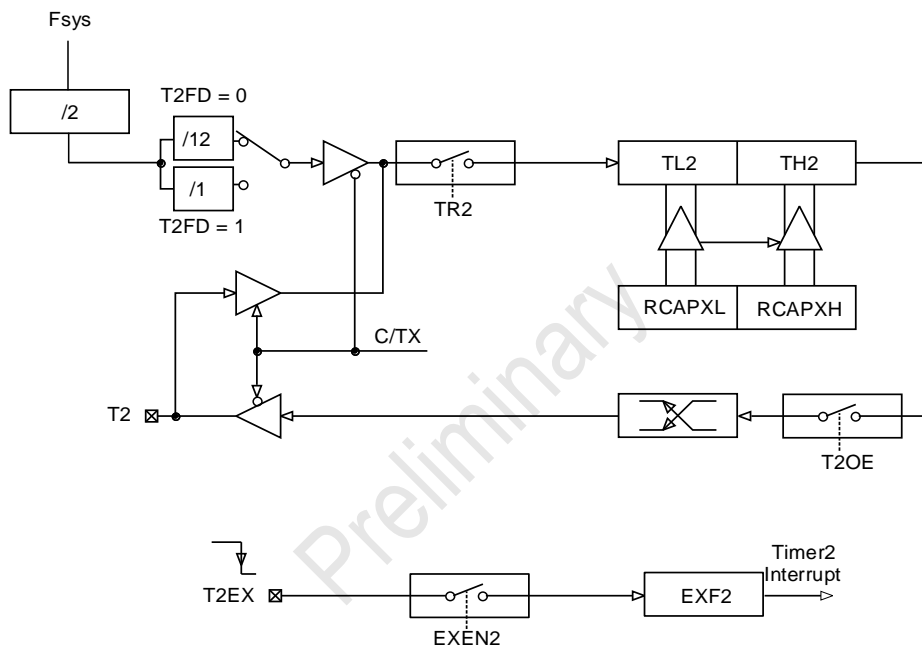 Fsys
/2
T2FD = 0
/12
/1
T2FD = 1
TR2
TL2
TH2
RCAPXL
RCAPXH
C/TX
T2
T2OE
Preliminary
T2EX
EXEN2
EXF2
Timer2
Interrupt